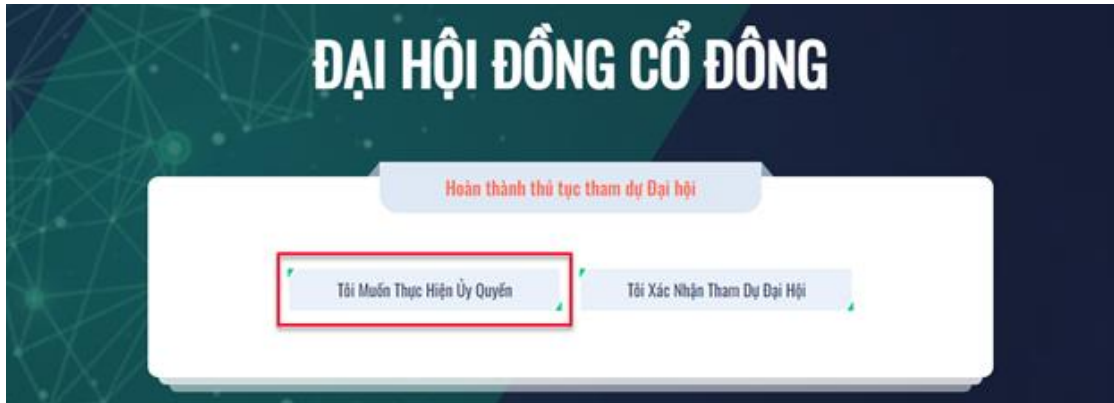 ĐẠI HỘI ĐỒNG CỔ ĐÔNG
Hoàn thành thủ tục tham dự Đại hội
Tôi Muốn Thực Hiện Ủy Quyền
Tôi Xác Nhận Tham Dự Đại Hội